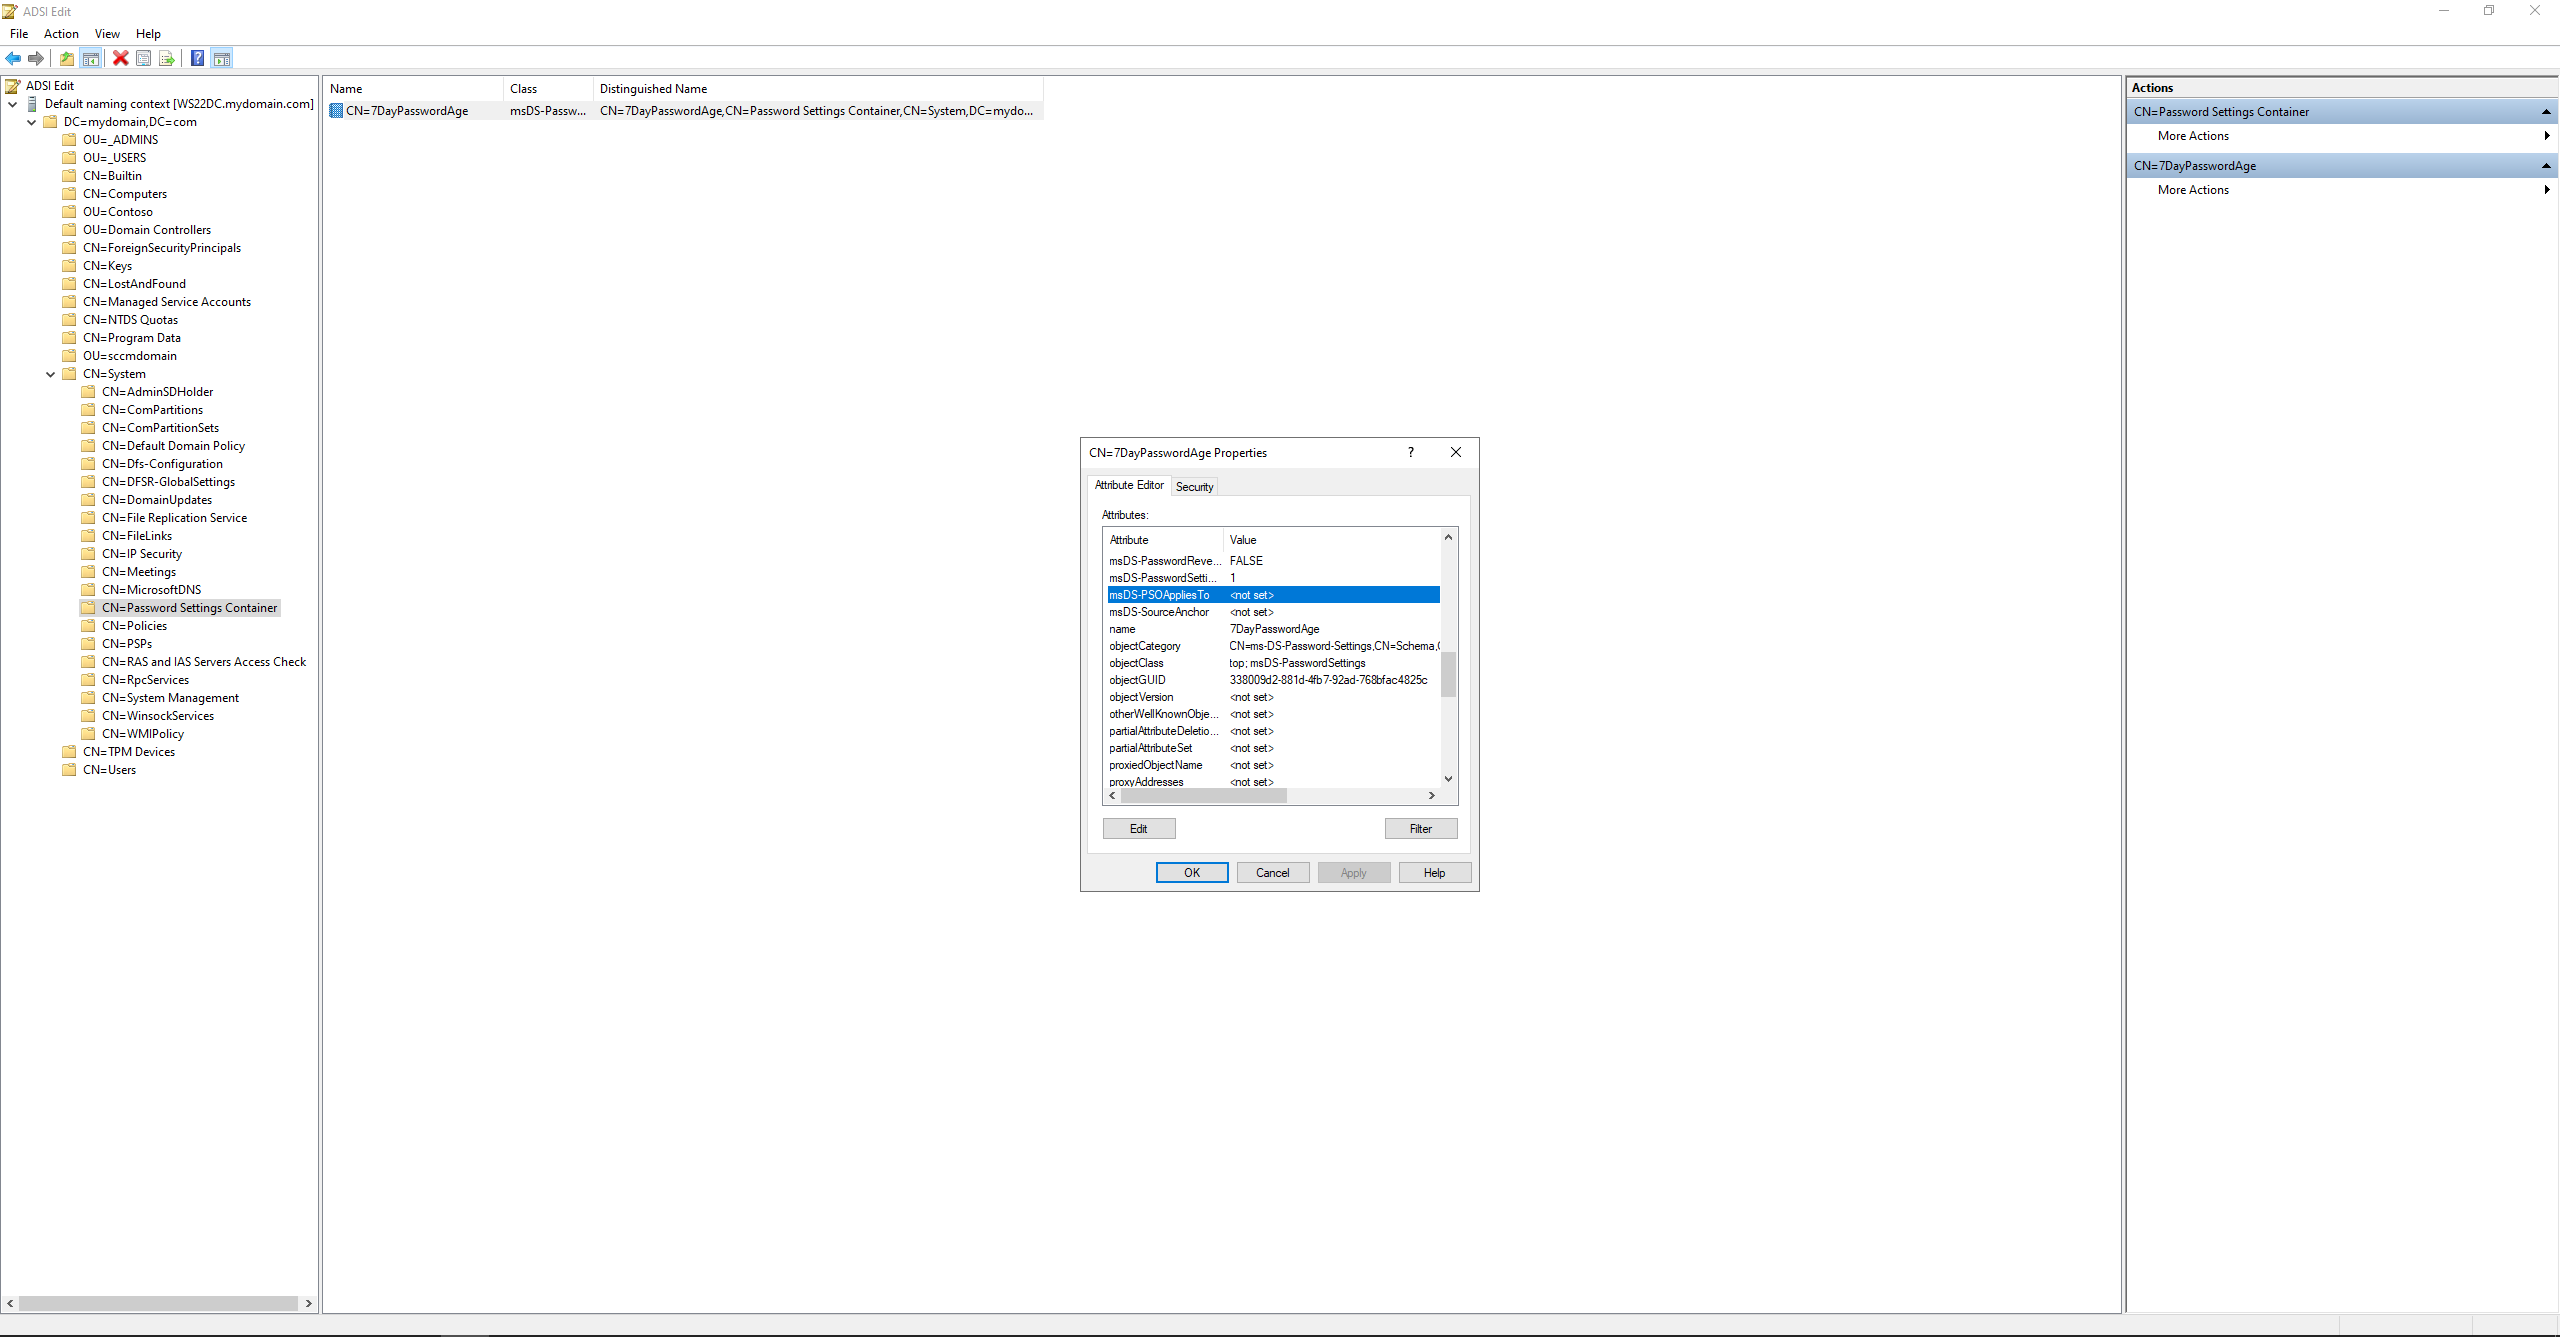 ADSI Edit
File Action View Help
ADSI Edit
Default naming context [WS22DC.mydomain.com]
DC=mydomain,DC=com
OU=_ADMINS
OU=_USERS
CN=Builtin
CN=Computers
OU=Contoso
OU=Domain Controllers
CN=ForeignSecurityPrincipals
CN=Keys
CN=LostAndFound
CN=Managed Service Accounts
CN=NTDS Quotas
CN=Program Data
OU=sccmdomain
CN=System
CN=AdminSDHolder
CN=ComPartitions
CN=ComPartitionSets
CN=Default Domain Policy
CN=Dfs-Configuration
CN=DFSR-GlobalSettings
CN=DomainUpdates
CN=File Replication Service
CN=FileLinks
CN=IP Security
CN=Meetings
CN=MicrosoftDNS
CN=Password Settings Container
CN=Policies
CN=PSPs
CN=RAS and IAS Servers Access Check
CN=RpcServices
CN=System Management
CN=WinsockServices
CN=WMIPolicy
CN=TPM Devices
CN=Users
Name Class Distinguished Name
CN=7DayPasswordAge msDS-Passw... CN=7DayPasswordAge,CN=Password Settings Container,CN=System,DC=mydo...
CN=7DayPasswordAge Properties ?
Attribute Editor Security
Attributes:
Attribute Value
msDS-PasswordReve... FALSE
msDS-PasswordSetti... 1
msDS-PSOAppliesTo <not set>
msDS-SourceAnchor <not set>
name 7DayPasswordAge
objectCategory CN=ms-DS-Password-Settings,CN=Schema,
objectClass top; msDS-PasswordSettings
objectGUID 338009d2-881d-4fb7-92ad-768bfac4825c
objectVersion <not set>
otherWellKnownObje... <not set>
partialAttributeDeletio... <not set>
partialAttributeSet <not set>
proxiedObjectName <not set>
proxyAddresses <not set>
Edit Filter
OK Cancel Apply Help
Actions
CN=Password Settings Container
More Actions
CN=7DayPasswordAge
More Actions